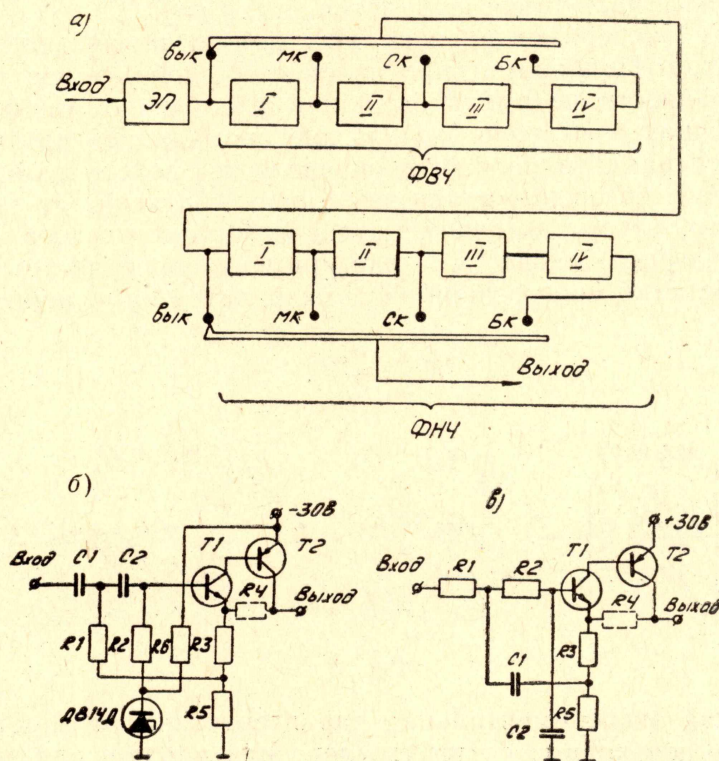 а)
Вык МК СК БК
Вход ЭП I II III IV
ФВЧ
I II III IV
Вык МК СК БК
Выход
ФНЧ
б)
-30В
Вход C1 C2 T1 T2
R4 Выход
R1 R2 R6 R3
Д814Д R5
в)
+30В
Вход R1 R2 T1 T2
R4 Выход
R3
C1
R5
C2